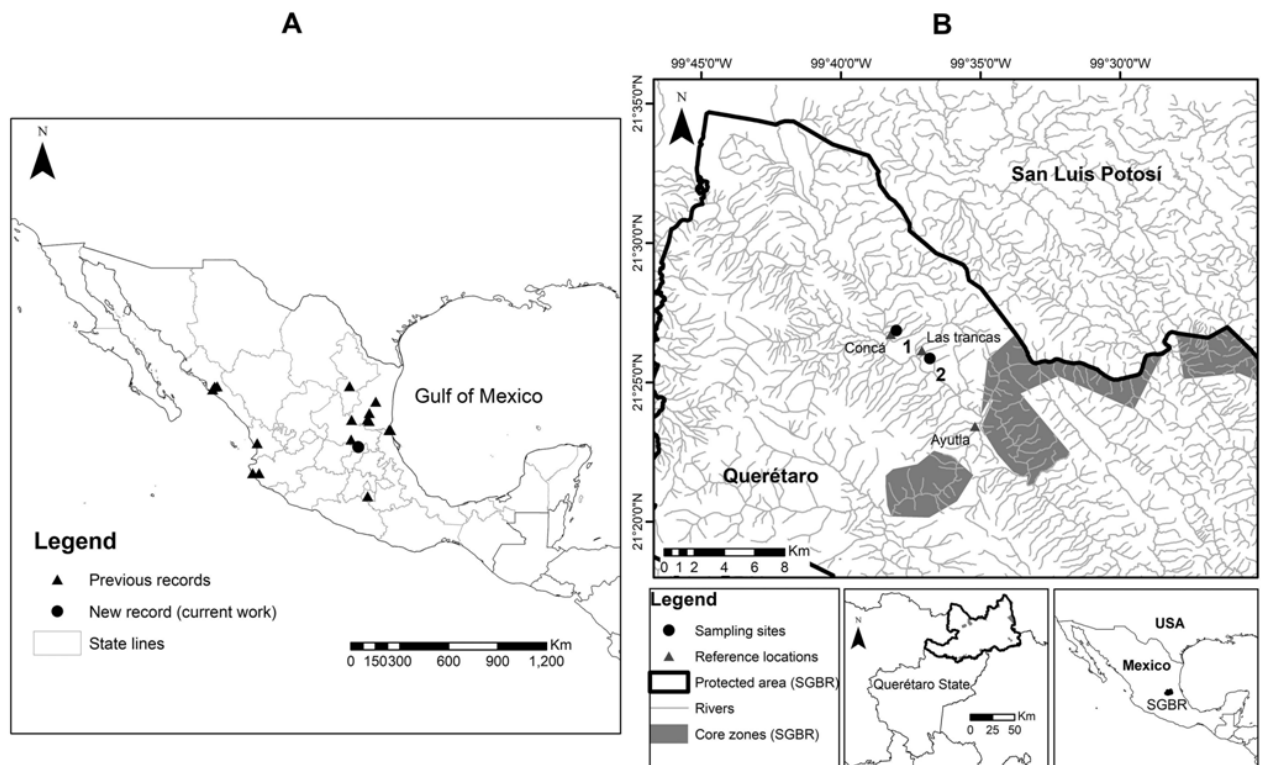 A
B
N
Gulf of Mexico
Legend
Previous records
New record (current work)
State lines
0 150 300 600 900 1,200 Km
99°45'0"W 99°40'0"W 99°35'0"W 99°30'0"W
21°35'0"N
21°30'0"N
21°25'0"N
21°20'0"N
N
San Luis Potosí
Concá
1
Las trancas
2
Ayutla
Querétaro
0 1 2 4 6 8 Km
Legend
Sampling sites
Reference locations
Protected area (SGBR)
Rivers
Core zones (SGBR)
N
Querétaro State
Km
0 25 50
USA
Mexico
SGBR